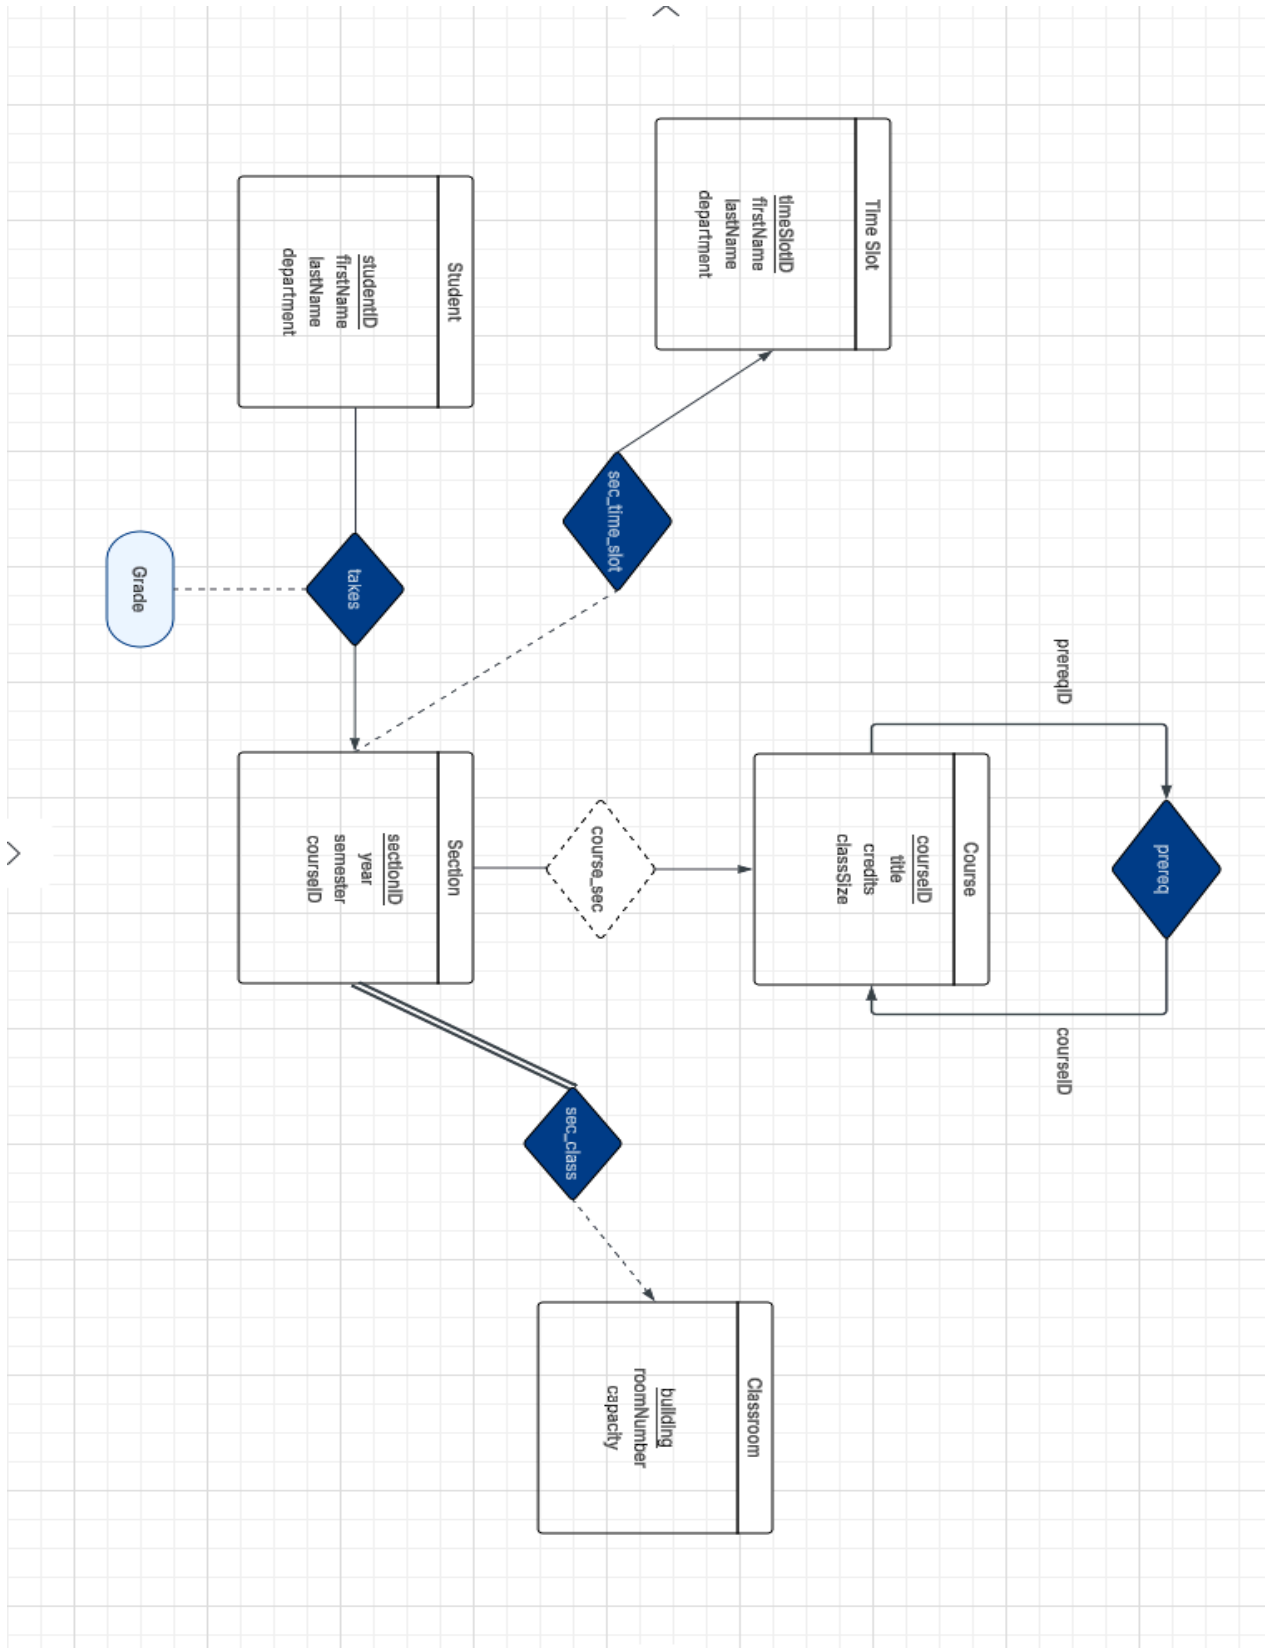 prereq
prereqID
courseID
Course
courseID
title
credits
classSize
Time Slot
timeSlotID
firstName
lastName
department
sec_time_slot
course_sec
Classroom
building
roomNumber
capacity
sec_class
Student
studentID
firstName
lastName
department
takes
Section
sectionID
year
semester
courseID
Grade